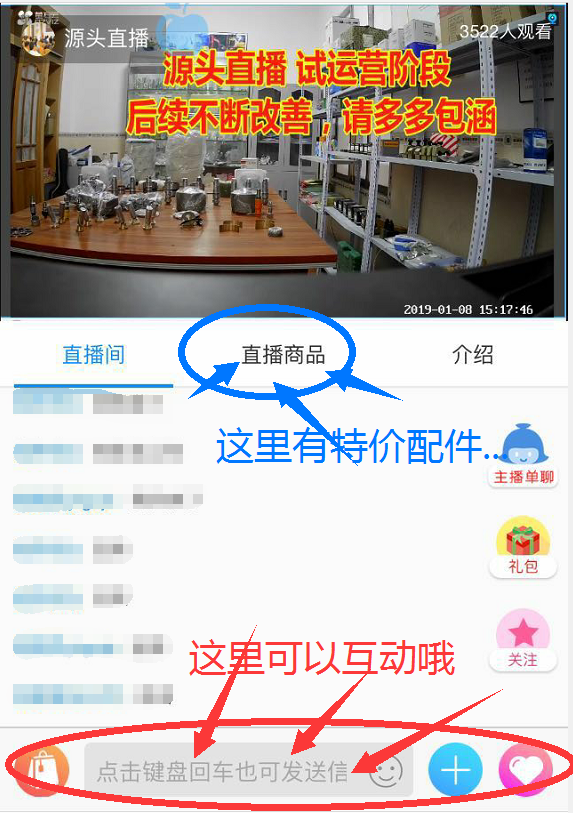 源头直播
3522人观看
源头直播 试运营阶段
后续不断改善，请多多包涵
2019-01-08 15:17:46
直播间
直播商品
介绍
这里有特价配件...
主播单聊
礼包
这里可以互动哦
关注
点击键盘回车也可发送信